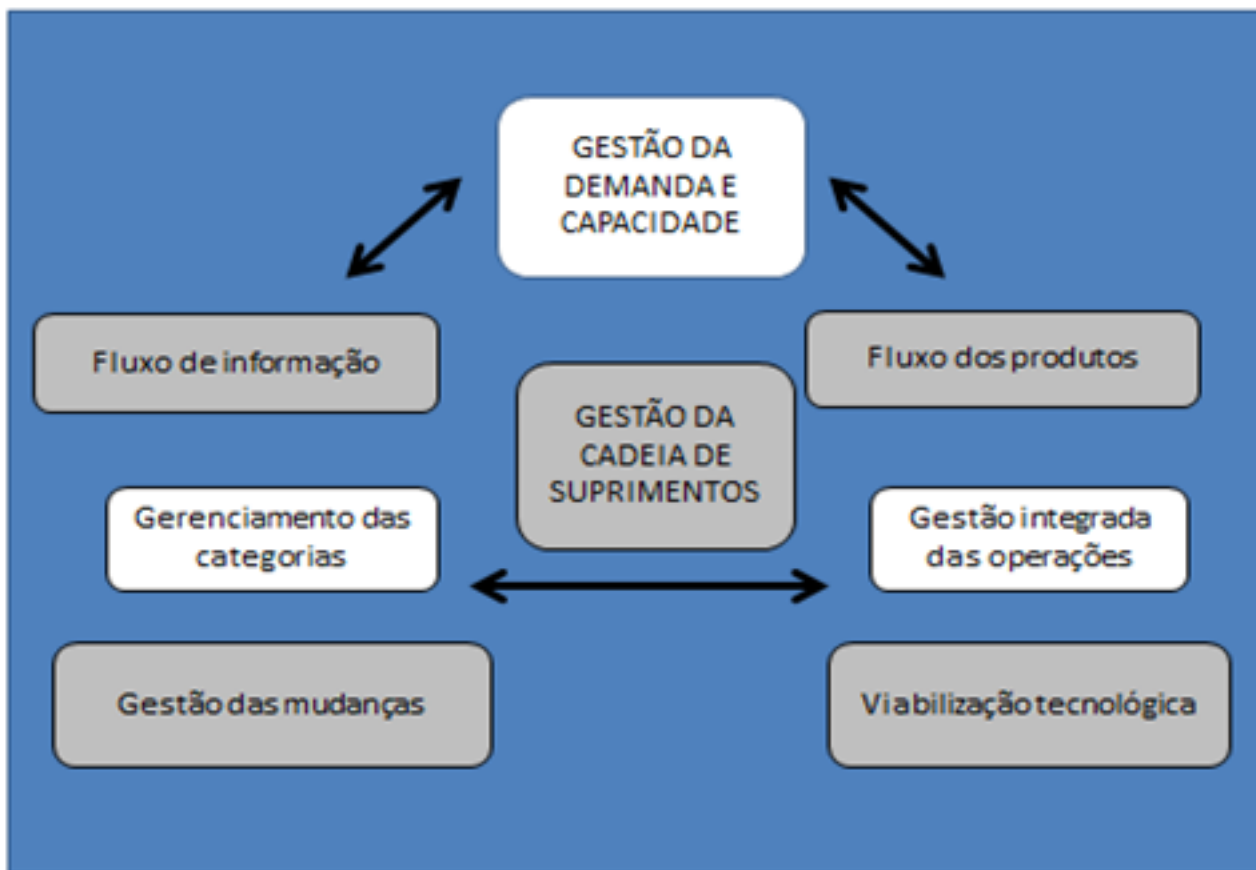 GESTÃO DA
DEMANDA E
CAPACIDADE
Fluxo de informação
Fluxo dos produtos
GESTÃO DA
CADEIA DE
SUPRIMENTOS
Gerenciamento das
categorias
Gestão integrada
das operações
Gestão das mudanças
Viabilização tecnológica